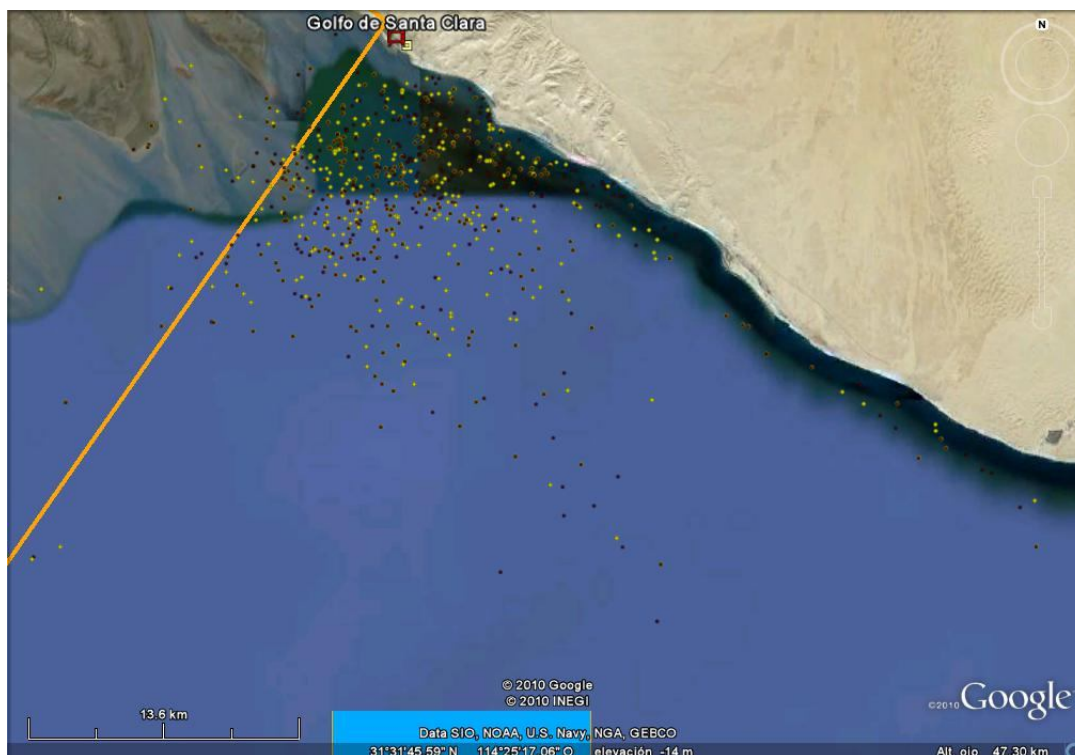 Golfo de Santa Clara
N
13.6 km
© 2010 Google
© 2010 INEGI
©2010 Google
Data SIO, NOAA, U.S. Navy, NGA, GEBCO
31°31'45.59" N 114°25'17.06" O elevación -14 m Alt. ojo 47.30 km